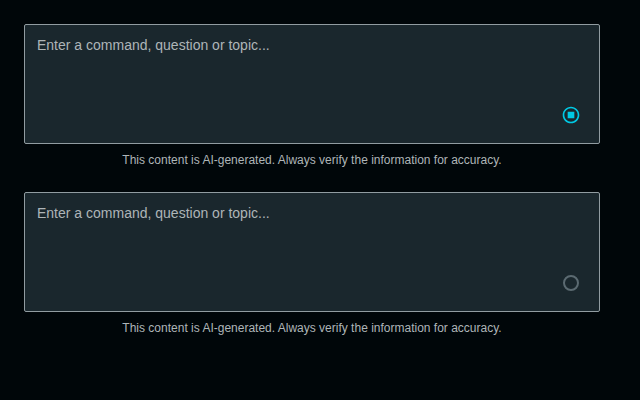 Enter a command, question or topic...
This content is AI-generated. Always verify the information for accuracy.
Enter a command, question or topic...
This content is AI-generated. Always verify the information for accuracy.